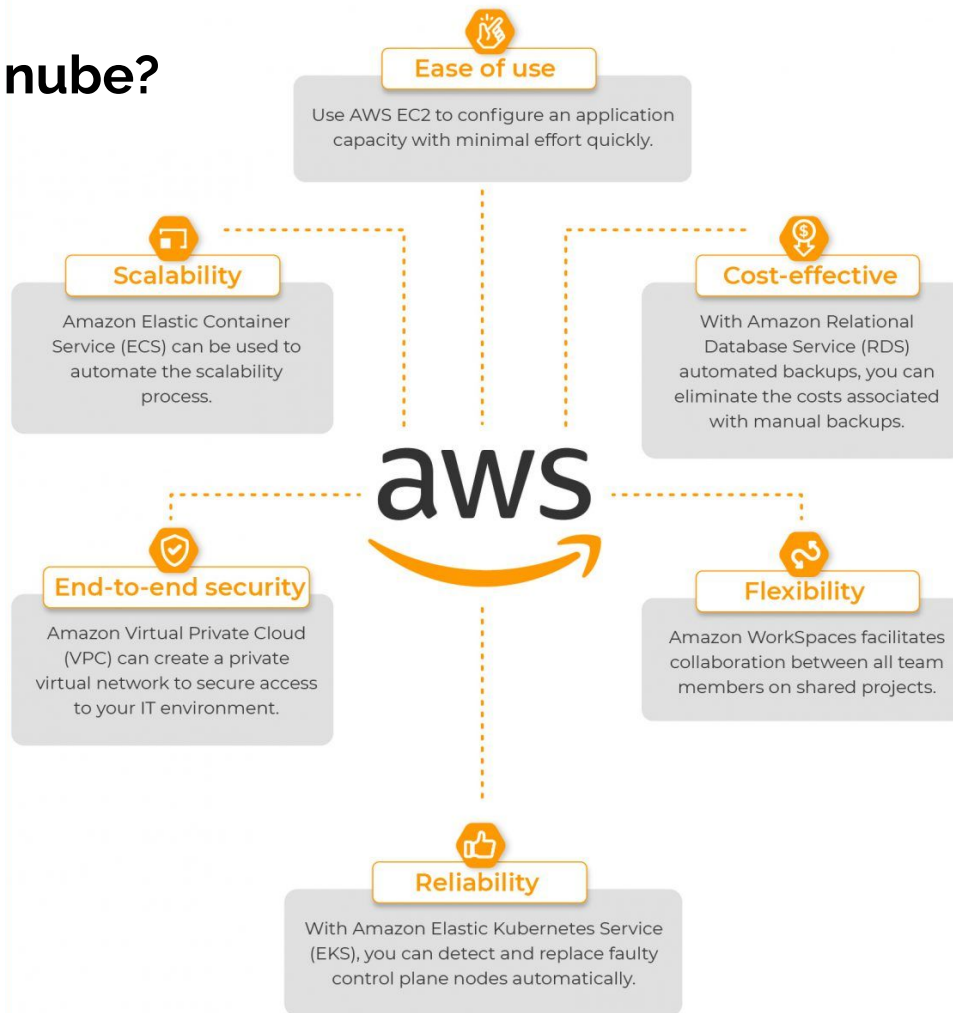 nube?
Ease of use
Use AWS EC2 to configure an application
capacity with minimal effort quickly.
Scalability
Amazon Elastic Container
Service (ECS) can be used to
automate the scalability
process.
Cost-effective
With Amazon Relational
Database Service (RDS)
automated backups, you can
eliminate the costs associated
with manual backups.
aws
End-to-end security
Amazon Virtual Private Cloud
(VPC) can create a private
virtual network to secure access
to your IT environment.
Flexibility
Amazon WorkSpaces facilitates
collaboration between all team
members on shared projects.
Reliability
With Amazon Elastic Kubernetes Service
(EKS), you can detect and replace faulty
control plane nodes automatically.